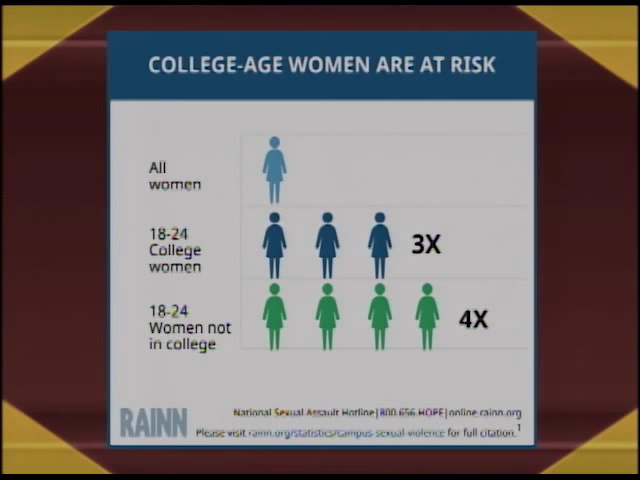 COLLEGE-AGE WOMEN ARE AT RISK
All
women
18-24
College
women
3X
18-24
Women not
in college
4X
National Sexual Assault Hotline|800.656.HOPE|online.rainn.org
RAINN
Please visit rainn.org/statistics/campus-sexual-violence for full citation.1